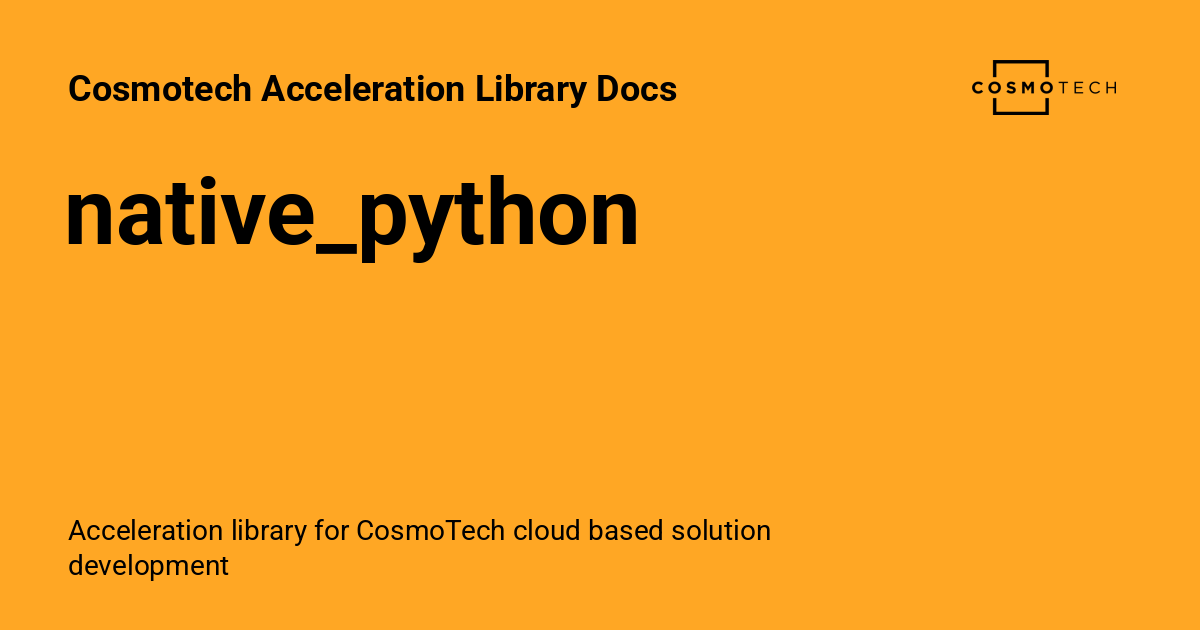 Cosmotech Acceleration Library Docs
COSMOTECH
native_python
Acceleration library for CosmoTech cloud based solution
development